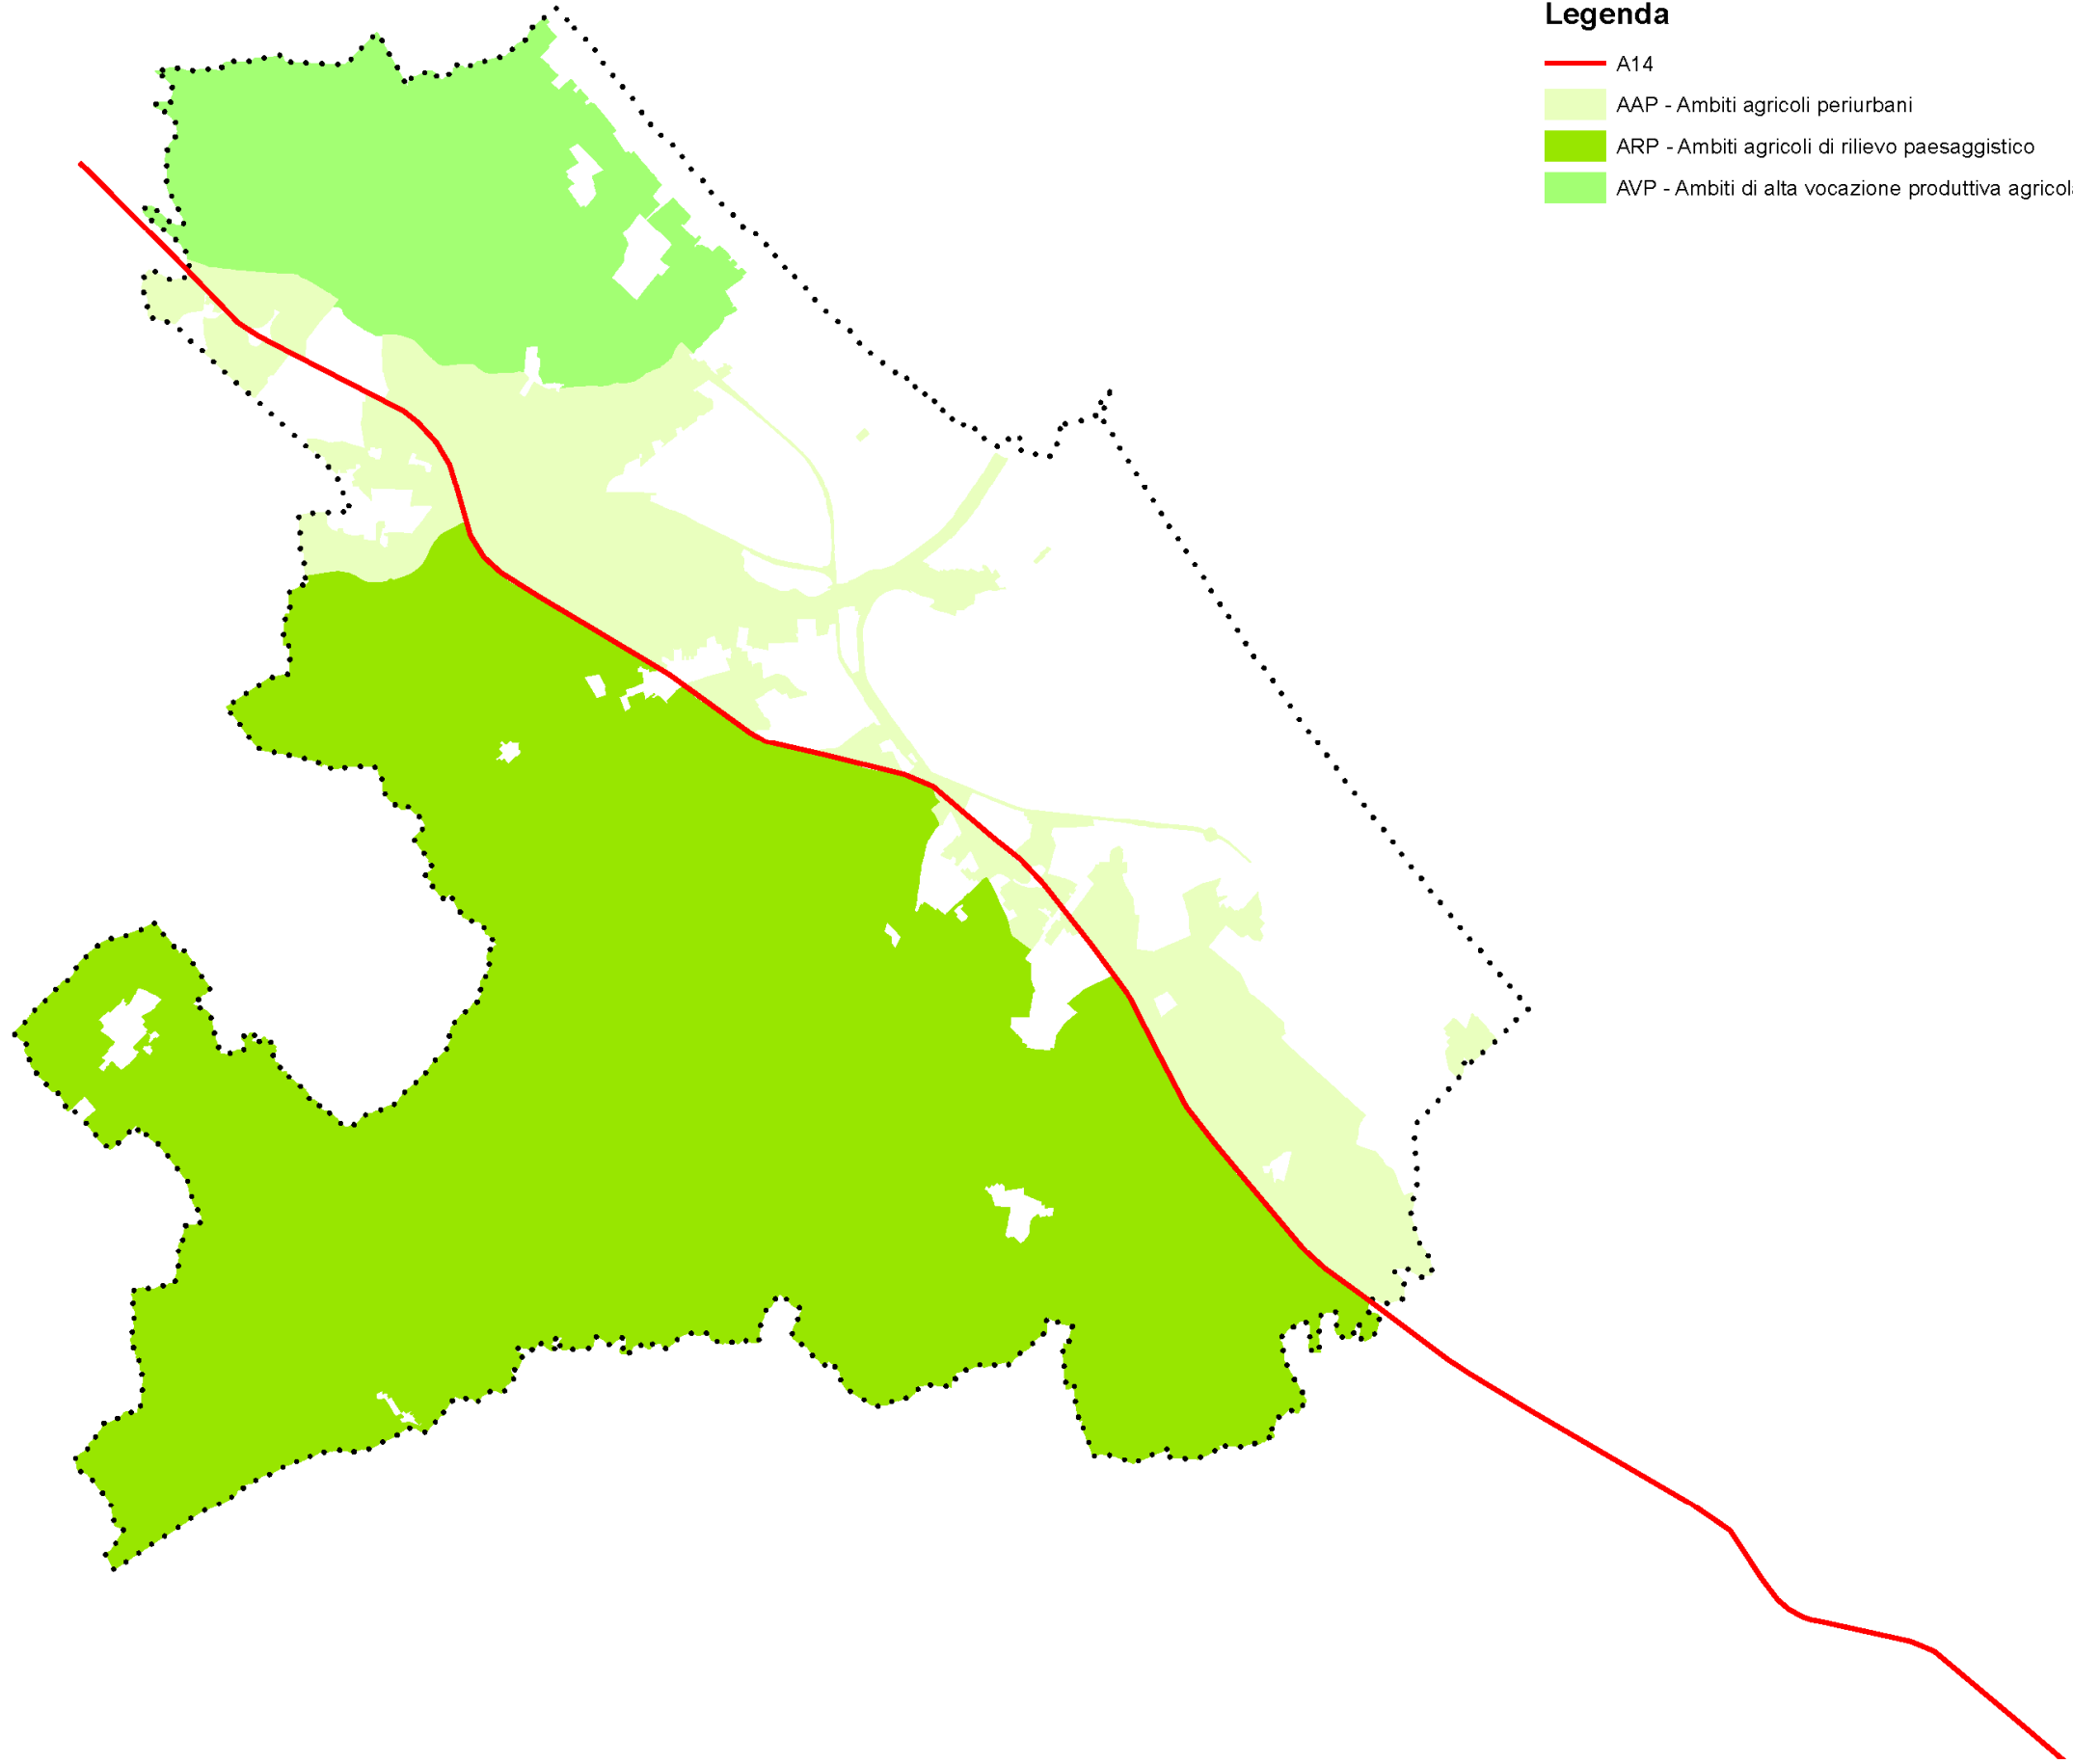 Legenda
A14
AAP - Ambiti agricoli periurbani
ARP - Ambiti agricoli di rilievo paesaggistico
AVP - Ambiti di alta vocazione produttiva agricol